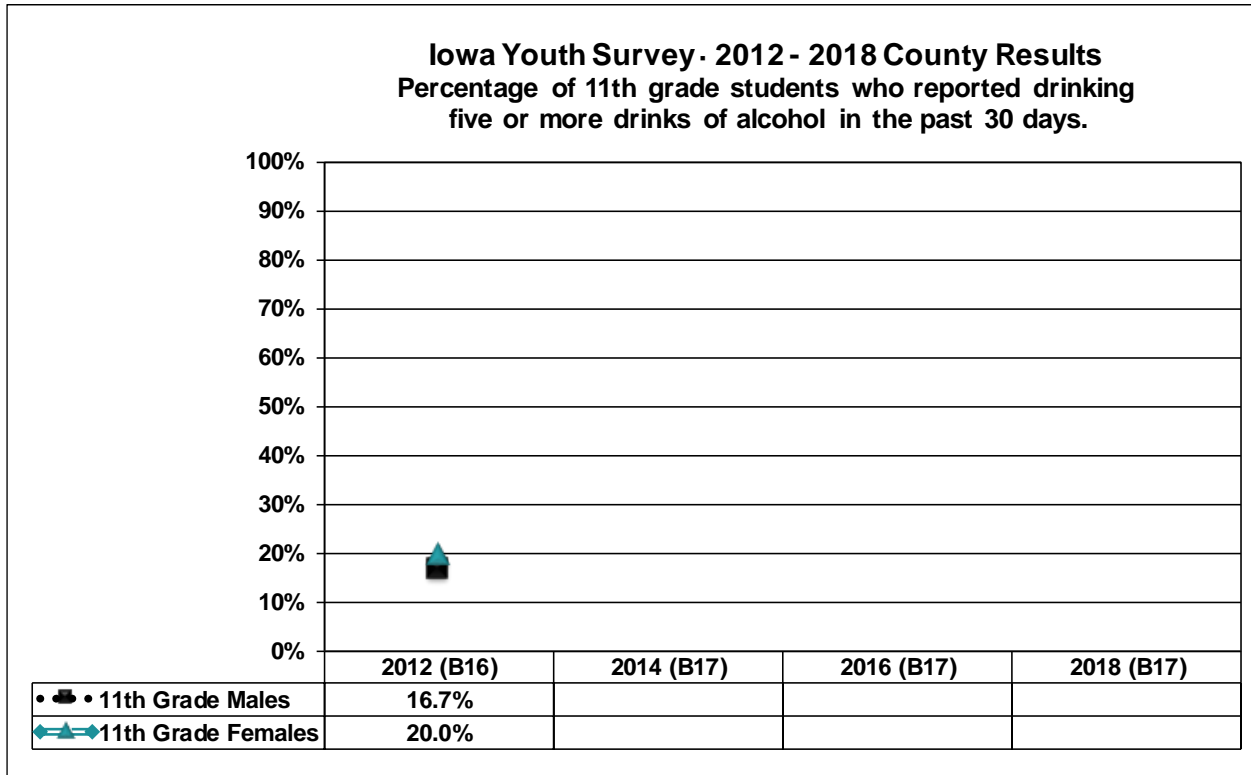 Iowa Youth Survey · 2012 - 2018 County Results
Percentage of 11th grade students who reported drinking
five or more drinks of alcohol in the past 30 days.
100%
90%
80%
70%
60%
50%
40%
30%
20%
10%
0%
2012 (B16) 2014 (B17) 2016 (B17) 2018 (B17)
11th Grade Males 16.7%
11th Grade Females 20.0%